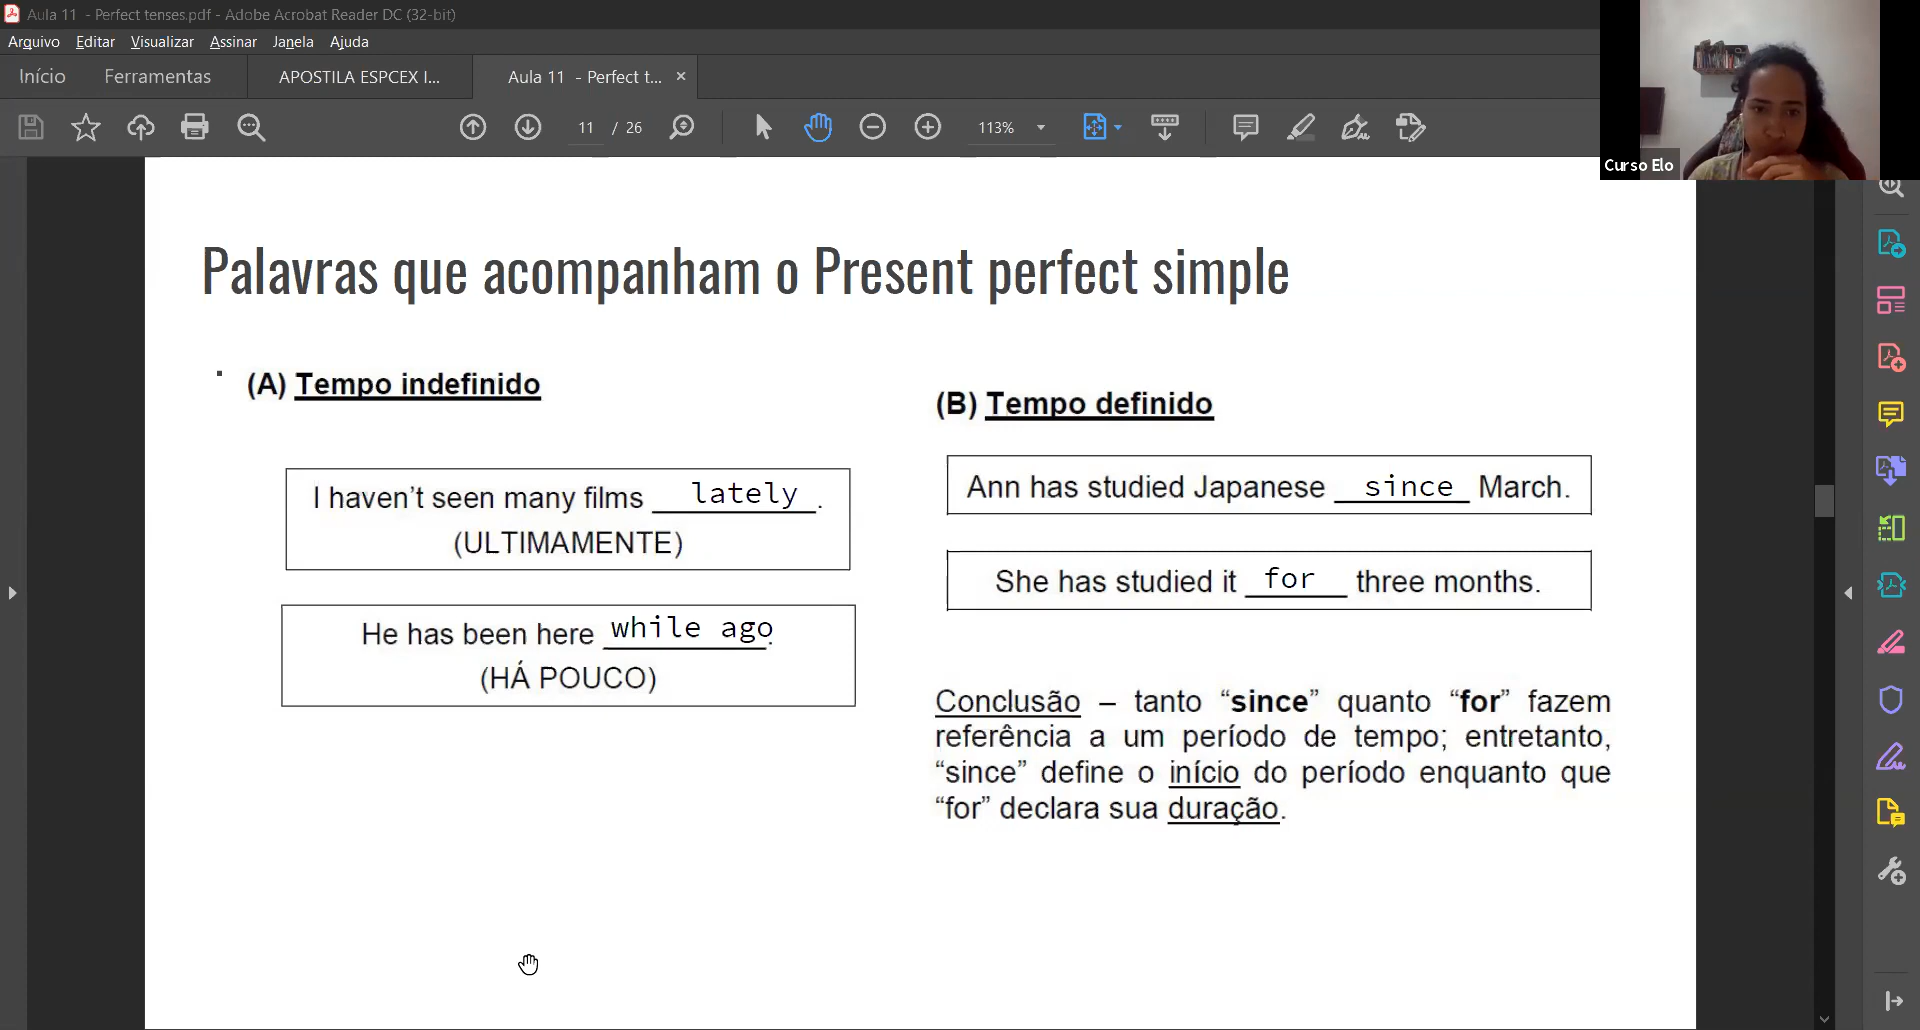 Aula 11 - Perfect tenses.pdf - Adobe Acrobat Reader DC (32-bit)
Arquivo Editar Visualizar Assinar Janela Ajuda
Início Ferramentas APOSTILA ESPCEX I... Aula 11 - Perfect t... ×
11 / 26 113%
Curso Elo
Palavras que acompanham o Present perfect simple
(A) Tempo indefinido
I haven't seen many films lately.
(ULTIMAMENTE)
He has been here while ago.
(HÁ POUCO)
(B) Tempo definido
Ann has studied Japanese since March.
She has studied it for three months.
Conclusão – tanto “since” quanto “for” fazem
referência a um período de tempo; entretanto,
“since” define o início do período enquanto que
“for” declara sua duração.